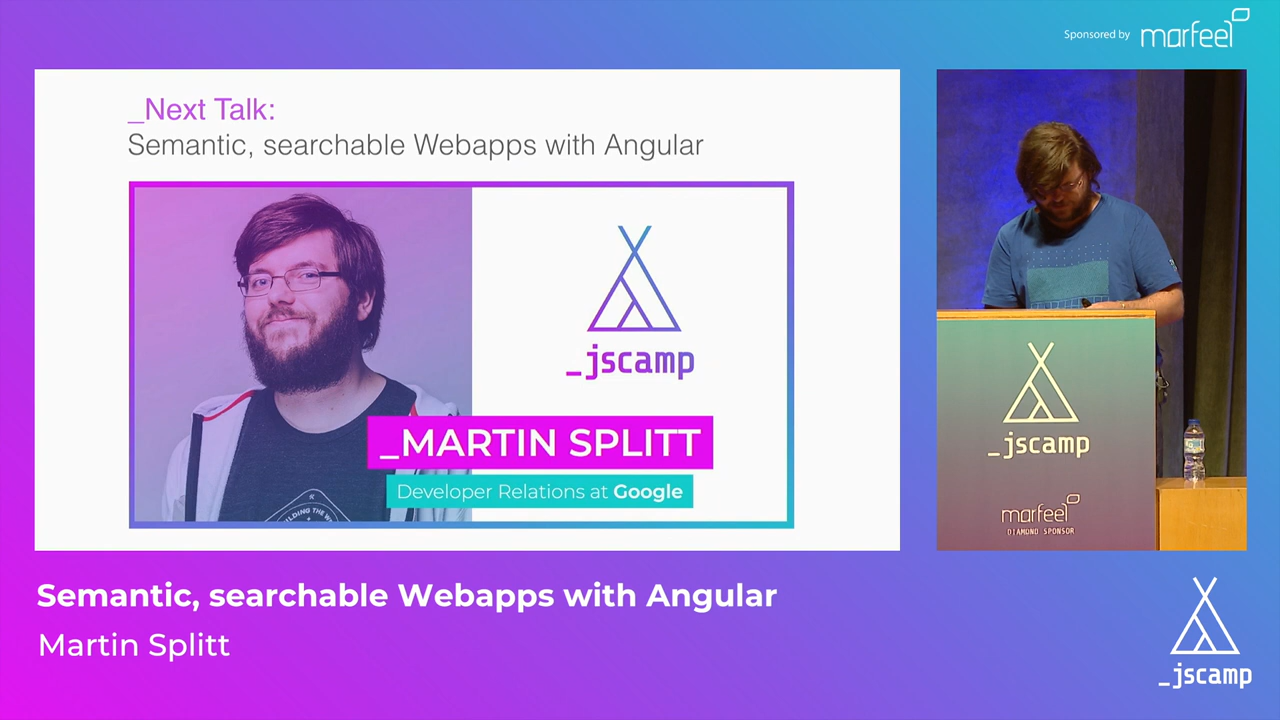 Sponsored by marfeel
_Next Talk:
Semantic, searchable Webapps with Angular
_jscamp
_MARTIN SPLITT
Developer Relations at Google
_jscamp
marfeel
DIAMOND SPONSOR
Semantic, searchable Webapps with Angular
Martin Splitt
_jscamp